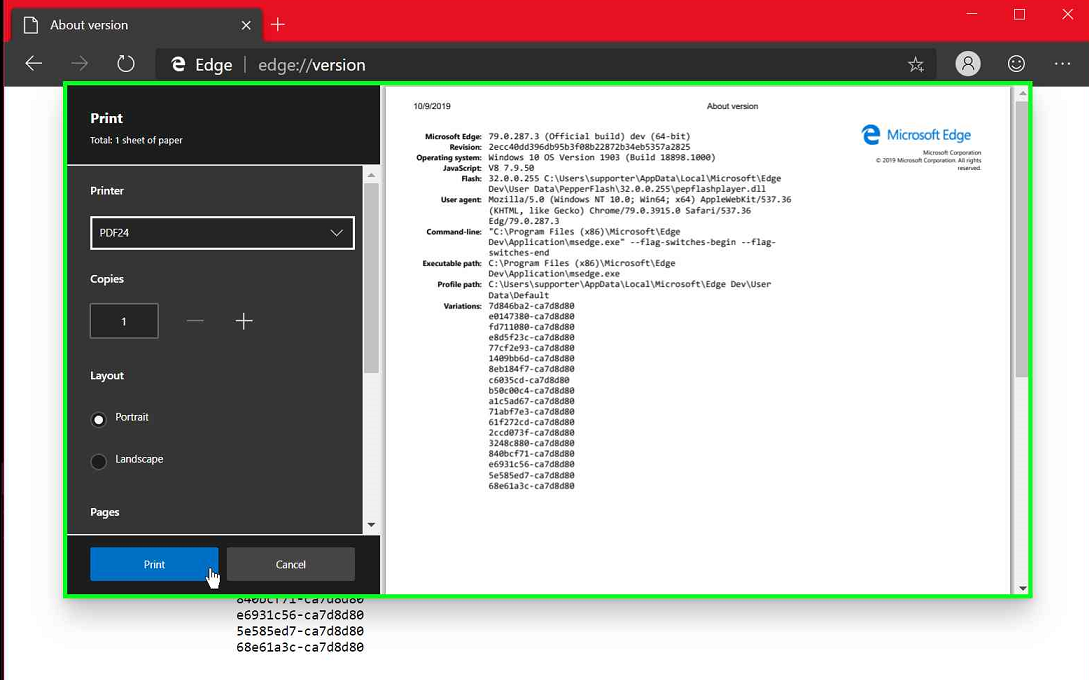 About version
Edge | edge://version
Print
Total: 1 sheet of paper
Printer
PDF24
Copies
1
Layout
Portrait
Landscape
Pages
Print Cancel
10/9/2019 About version
Microsoft Edge
Microsoft Corporation
© 2019 Microsoft Corporation. All rights
reserved.
Microsoft Edge: 79.0.287.3 (Official build) dev (64-bit)
Revision: 2ecc40dd396db95b3f08b22872b34eb5357a2825
Operating system: Windows 10 OS Version 1903 (Build 18898.1000)
JavaScript: V8 7.9.50
Flash: 32.0.0.255 C:\Users\supporter\AppData\Local\Microsoft\Edge
Dev\User Data\PepperFlash\32.0.0.255\pepflashplayer.dll
User agent: Mozilla/5.0 (Windows NT 10.0; Win64; x64) AppleWebKit/537.36
(KHTML, like Gecko) Chrome/79.0.3915.0 Safari/537.36
Edg/79.0.287.3
Command-line: "C:\Program Files (x86)\Microsoft\Edge
Dev\Application\msedge.exe" --flag-switches-begin --flag-
switches-end
Executable path: C:\Program Files (x86)\Microsoft\Edge
Dev\Application\msedge.exe
Profile path: C:\Users\supporter\AppData\Local\Microsoft\Edge Dev\User
Data\Default
Variations: 7d846ba2-ca7d8d80
e0147380-ca7d8d80
fd711080-ca7d8d80
e8d5f23c-ca7d8d80
77cf2e93-ca7d8d80
1409bb6d-ca7d8d80
8eb184f7-ca7d8d80
c6035cd-ca7d8d80
b50c00c4-ca7d8d80
a1c5ad67-ca7d8d80
71abf7e3-ca7d8d80
61f272cd-ca7d8d80
2ccd073f-ca7d8d80
3248c880-ca7d8d80
840bcf71-ca7d8d80
e6931c56-ca7d8d80
5e585ed7-ca7d8d80
68e61a3c-ca7d8d80
840bcf71-ca7d8d80
e6931c56-ca7d8d80
5e585ed7-ca7d8d80
68e61a3c-ca7d8d80